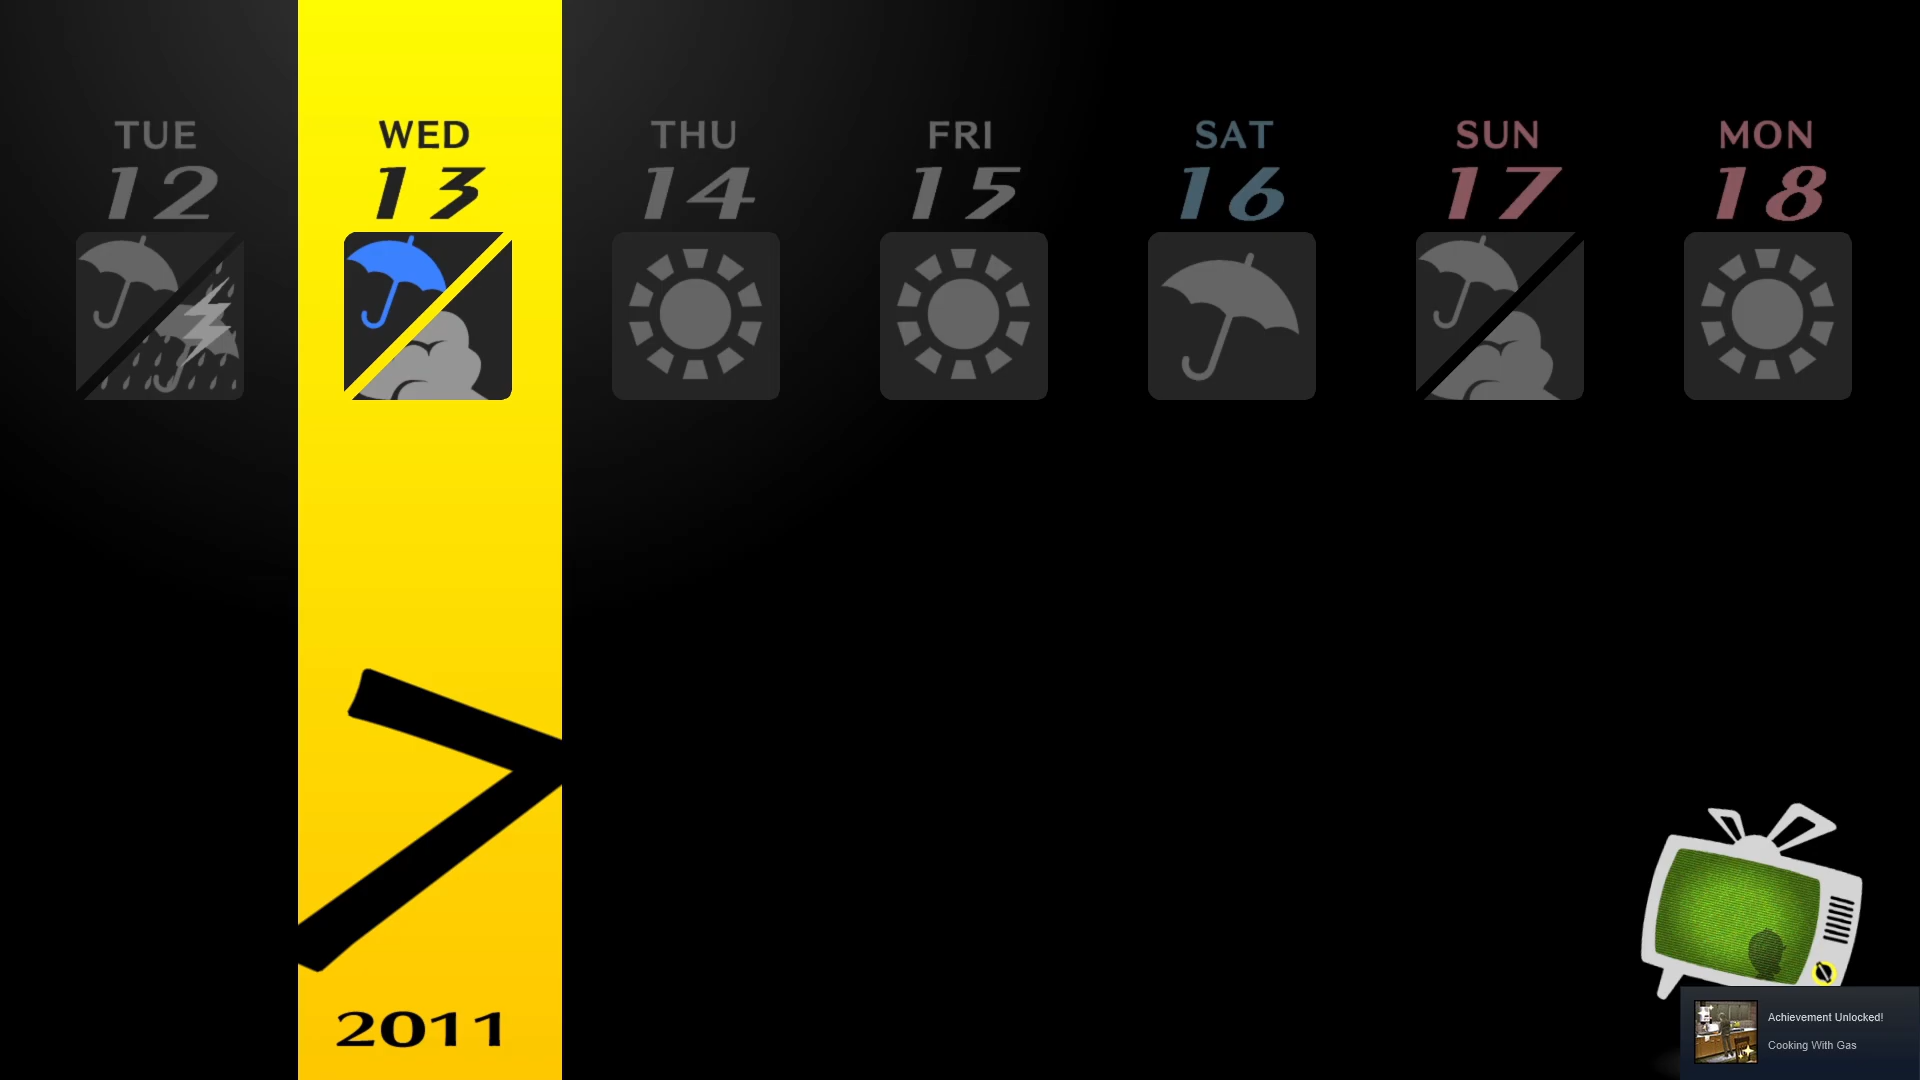 TUE WED THU FRI SAT SUN MON
12 13 14 15 16 17 18
7
2011
Achievement Unlocked!
Cooking With Gas